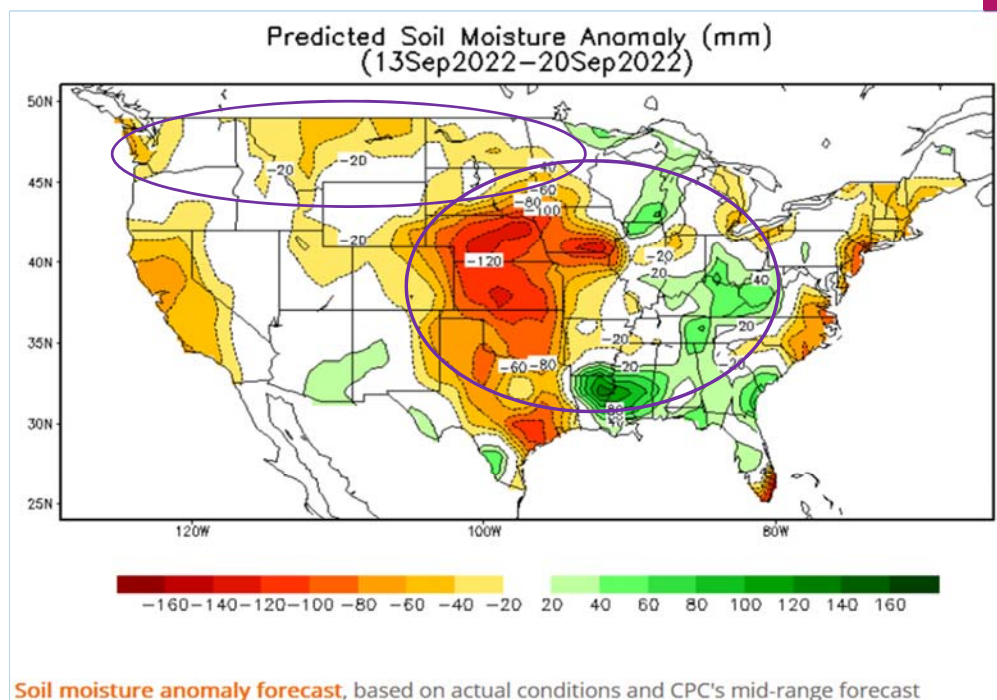 Predicted Soil Moisture Anomaly (mm)
(13Sep2022-20Sep2022)
50N
45N
40N
35N
30N
25N
-20
-20
-40
-60
-80
-100
-20
-120
-20
20
-40
20
-20
-20
-20
-60-80
80
120W
100W
80W
-160-140-120-100 -80 -60 -40 -20 20 40 60 80 100 120 140 160
Soil moisture anomaly forecast, based on actual conditions and CPC's mid-range forecast